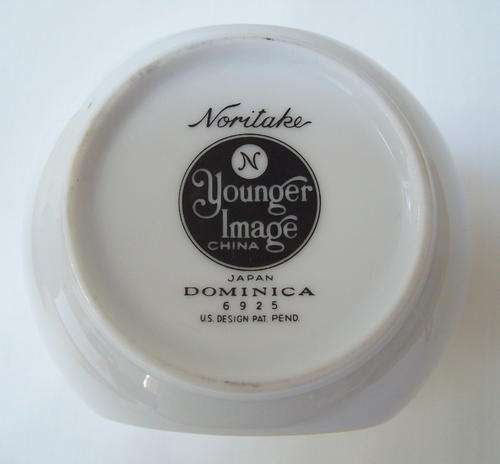 Noritake
N
Younger
Image
CHINA
JAPAN
DOMINICA
6925
U.S. DESIGN PAT. PEND.